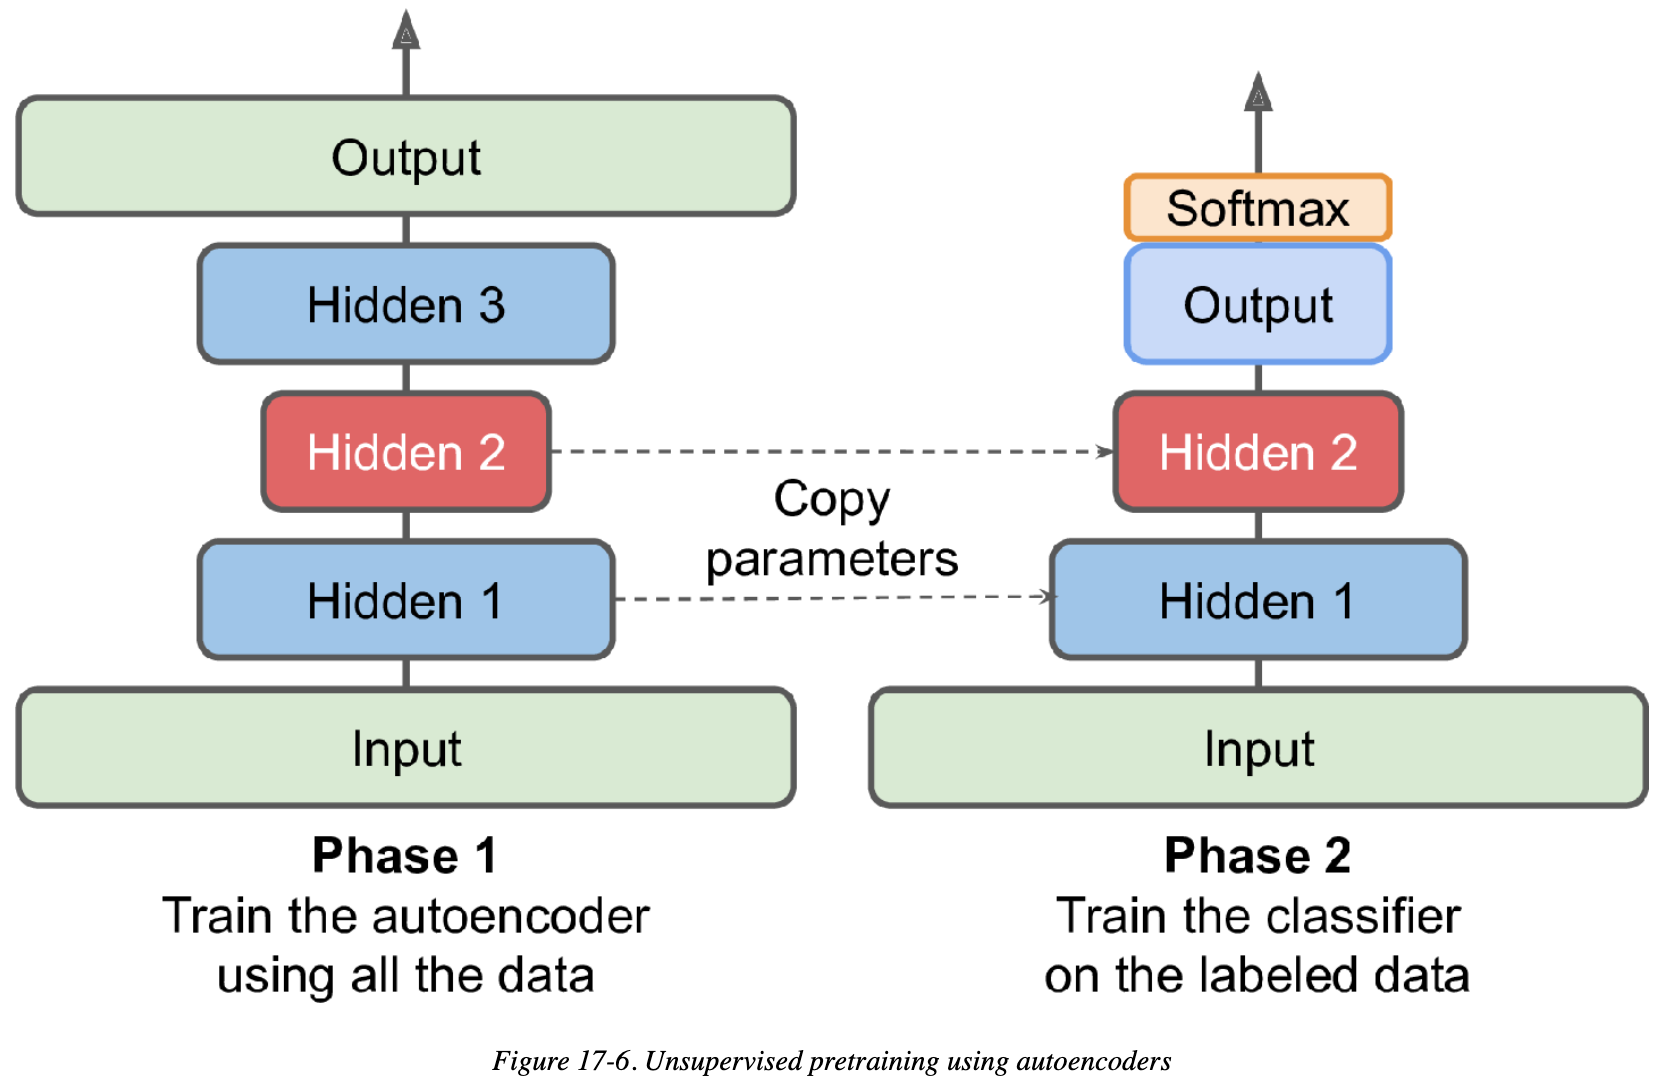 Output
Hidden 3
Hidden 2
Hidden 1
Input
Copy
parameters
Softmax
Output
Hidden 2
Hidden 1
Input
Phase 1
Train the autoencoder
using all the data
Phase 2
Train the classifier
on the labeled data
Figure 17-6. Unsupervised pretraining using autoencoders